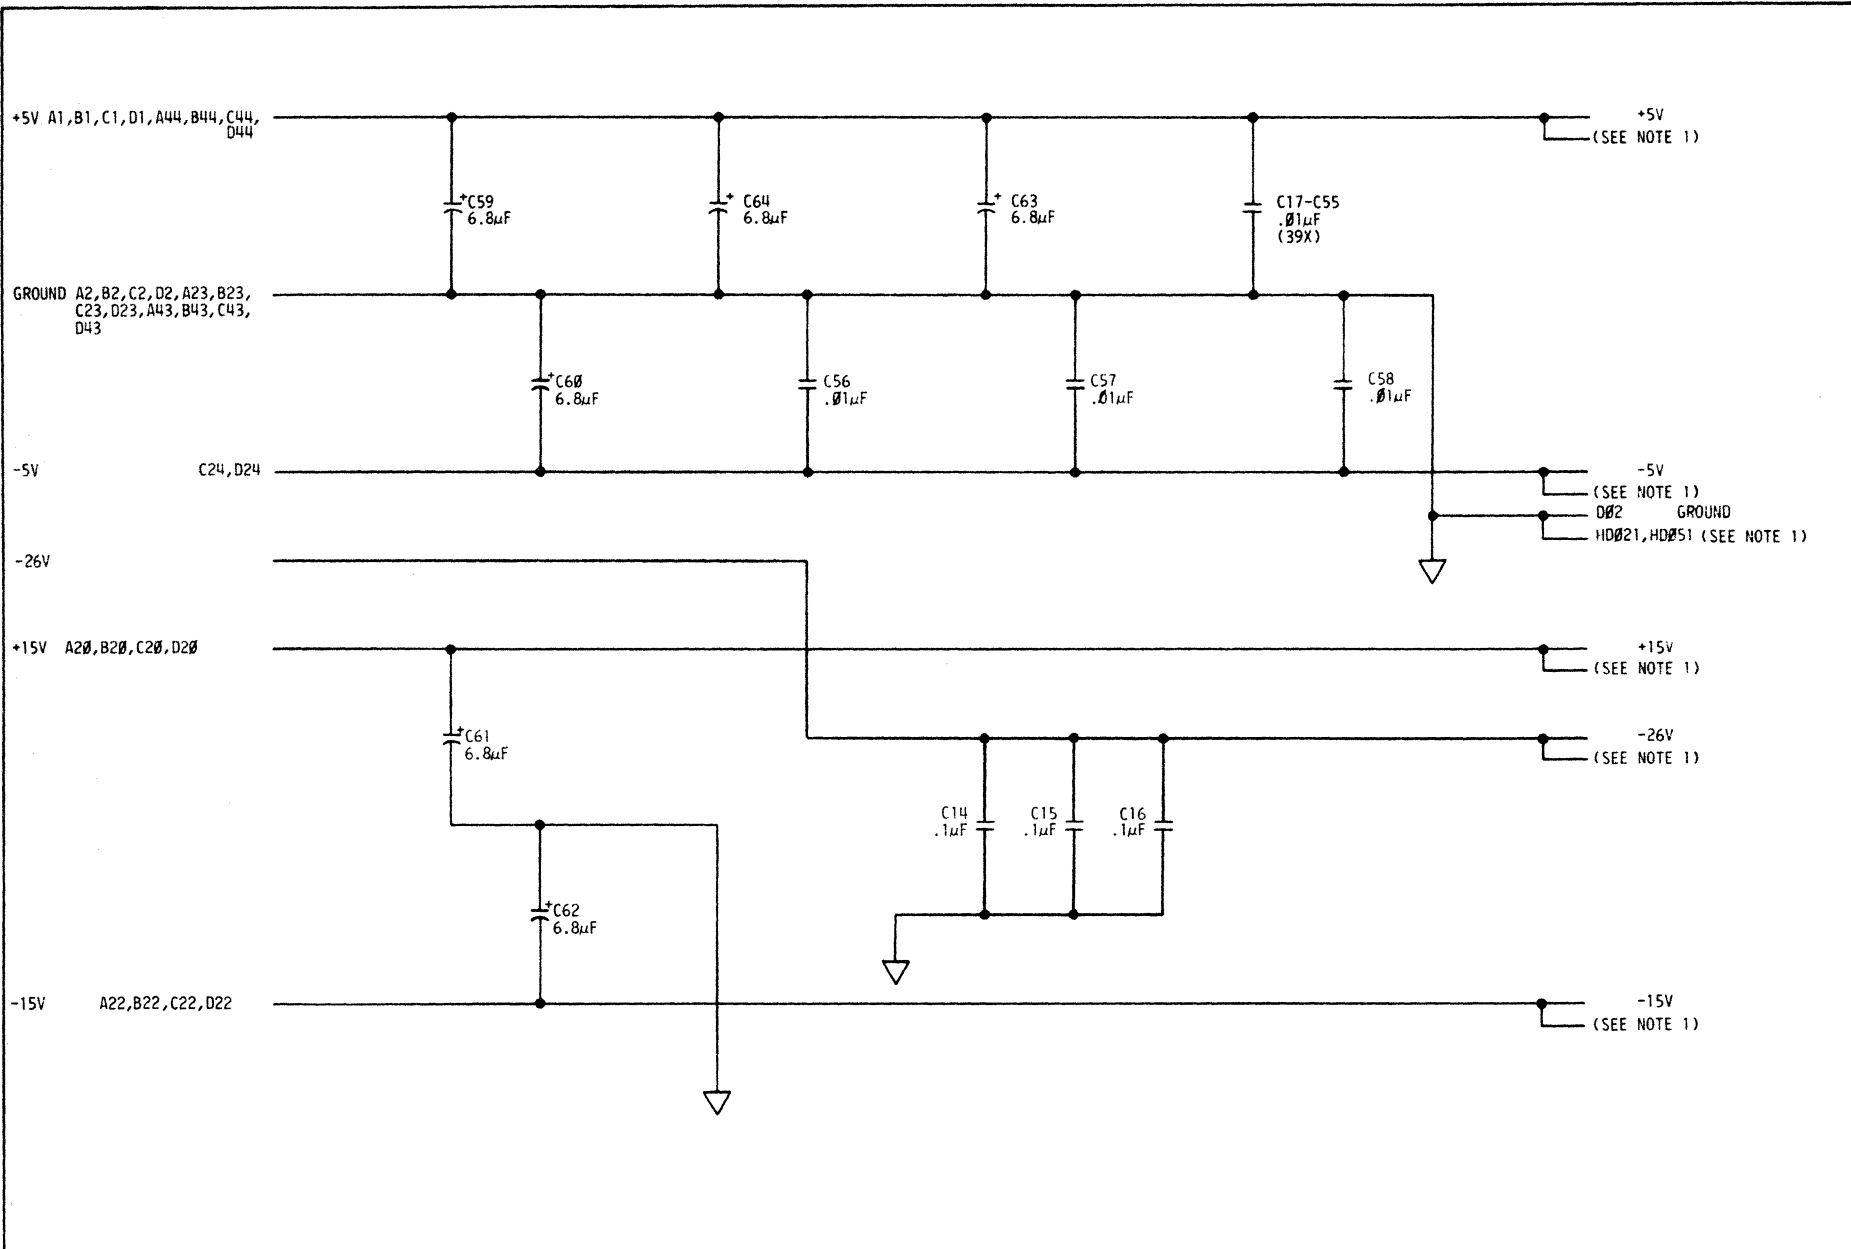 +5V A1,B1,C1,D1,A44,B44,C44,
D44
+5V
(SEE NOTE 1)
+C59
6.8µF
+ C64
6.8µF
+ C63
6.8µF
C17-C55
.Ø1µF
(39X)
GROUND A2,B2,C2,D2,A23,B23,
C23,D23,A43,B43,C43,
D43
+C6Ø
6.8µF
C56
.Ø1µF
C57
.Ø1µF
C58
.Ø1µF
-5V C24,D24
-5V
(SEE NOTE 1)
DØ2 GROUND
HDØ21,HDØ51 (SEE NOTE 1)
-26V
+15V A2Ø,B2Ø,C2Ø,D2Ø
+15V
(SEE NOTE 1)
+C61
6.8µF
-26V
(SEE NOTE 1)
C14
.1µF
C15
.1µF
C16
.1µF
+C62
6.8µF
-15V A22,B22,C22,D22
-15V
(SEE NOTE 1)